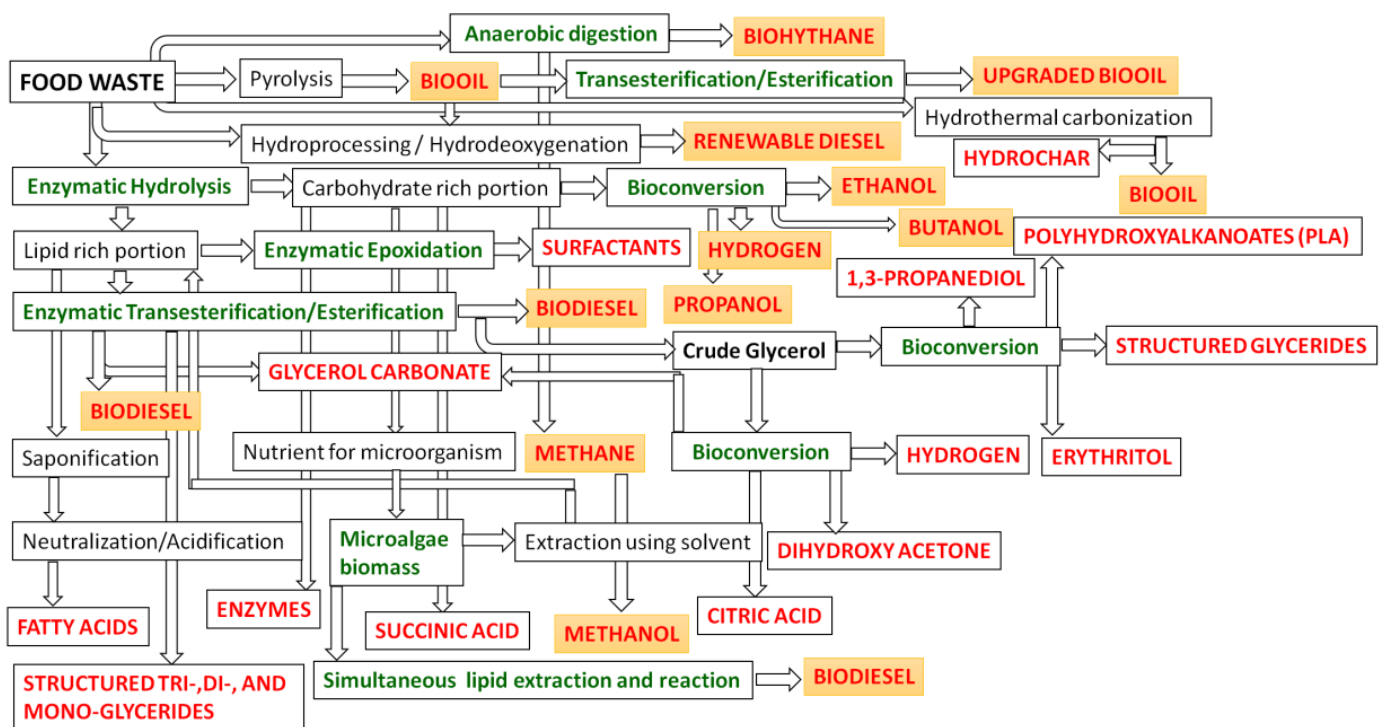 Anaerobic digestion
BIOHYTHANE
FOOD WASTE
Pyrolysis
BIOOIL
Transesterification/Esterification
UPGRADED BIOOIL
Hydrothermal carbonization
Hydroprocessing / Hydrodeoxygenation
RENEWABLE DIESEL
HYDROCHAR
BIOOIL
Enzymatic Hydrolysis
Carbohydrate rich portion
Bioconversion
ETHANOL
BUTANOL
POLYHYDROXYALKANOATES (PLA)
Lipid rich portion
Enzymatic Epoxidation
SURFACTANTS
HYDROGEN
1,3-PROPANEDIOL
PROPANOL
Enzymatic Transesterification/Esterification
BIODIESEL
Crude Glycerol
Bioconversion
STRUCTURED GLYCERIDES
GLYCEROL CARBONATE
BIODIESEL
Saponification
Nutrient for microorganism
METHANE
Bioconversion
HYDROGEN
ERYTHRITOL
Neutralization/Acidification
Microalgae
biomass
Extraction using solvent
DIHYDROXY ACETONE
FATTY ACIDS
ENZYMES
SUCCINIC ACID
METHANOL
CITRIC ACID
STRUCTURED TRI-,DI-, AND
MONO-GLYCERIDES
Simultaneous lipid extraction and reaction
BIODIESEL